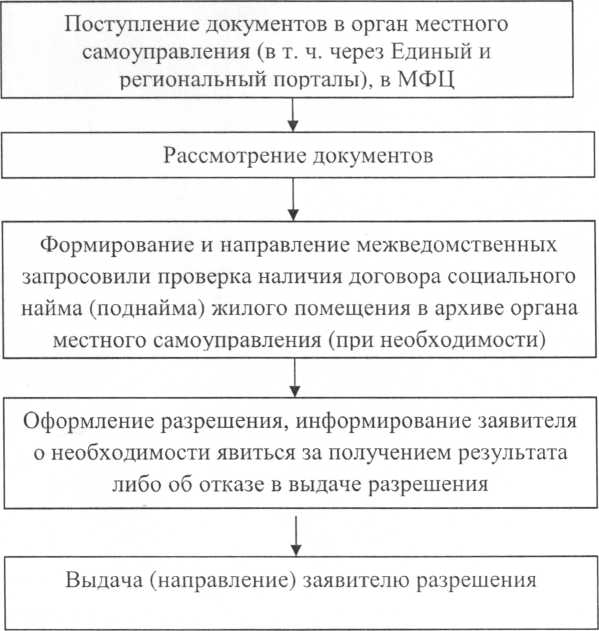 Поступление документов в орган местного
самоуправления (в т. ч. через Единый и
региональный порталы), в МФЦ
Рассмотрение документов
Формирование и направление межведомственных
запросовили проверка наличия договора социального
найма (поднайма) жилого помещения в архиве органа
местного самоуправления (при необходимости)
Оформление разрешения, информирование заявителя
о необходимости явиться за получением результата
либо об отказе в выдаче разрешения
Выдача (направление) заявителю разрешения